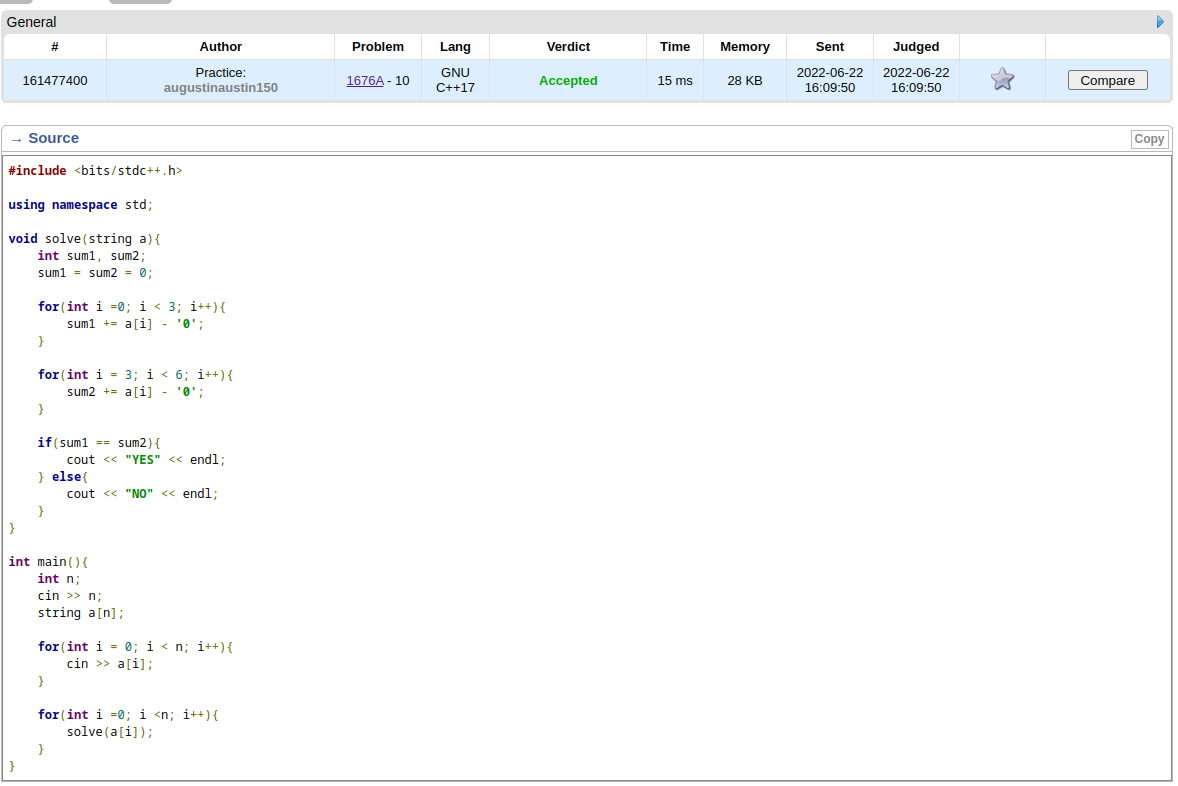 General
# Author Problem Lang Verdict Time Memory Sent Judged
161477400 Practice: augustinaustin150 1676A - 10 GNU C++17 Accepted 15 ms 28 KB 2022-06-22 16:09:50 2022-06-22 16:09:50 Compare
→ Source Copy
#include <bits/stdc++.h>
using namespace std;
void solve(string a){
    int sum1, sum2;
    sum1 = sum2 = 0;
    for(int i =0; i < 3; i++){
        sum1 += a[i] - '0';
    }
    for(int i = 3; i < 6; i++){
        sum2 += a[i] - '0';
    }
    if(sum1 == sum2){
        cout << "YES" << endl;
    } else{
        cout << "NO" << endl;
    }
}
int main(){
    int n;
    cin >> n;
    string a[n];
    for(int i = 0; i < n; i++){
        cin >> a[i];
    }
    for(int i =0; i <n; i++){
        solve(a[i]);
    }
}